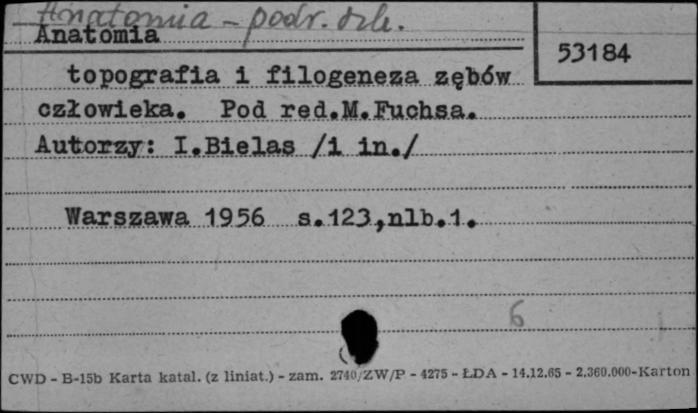 Anatomia - podr. szk.
Anatomia
53184
topografia i filogeneza zębów
człowieka. Pod red.M.Fuchsa.
Autorzy: I.Bielas /i in./
Warszawa 1956 s.123,nlb.1.
6
CWD - B-15b Karta katal. (z liniat.) - zam. 2740/ZW/P - 4275 - ŁDA - 14.12.65 - 2.360.000-Karton